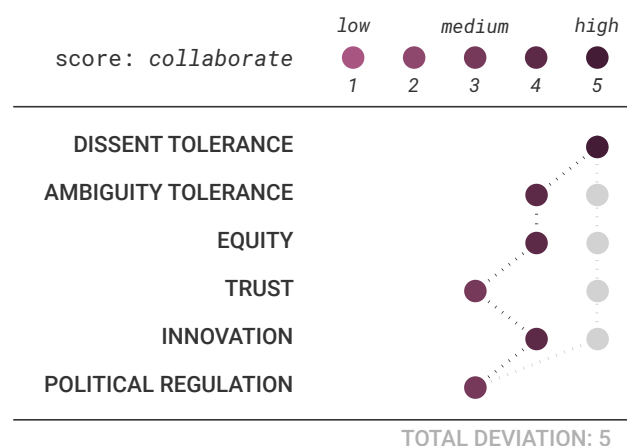 low medium high
score: collaborate
1 2 3 4 5
DISSENT TOLERANCE
AMBIGUITY TOLERANCE
EQUITY
TRUST
INNOVATION
POLITICAL REGULATION
TOTAL DEVIATION: 5